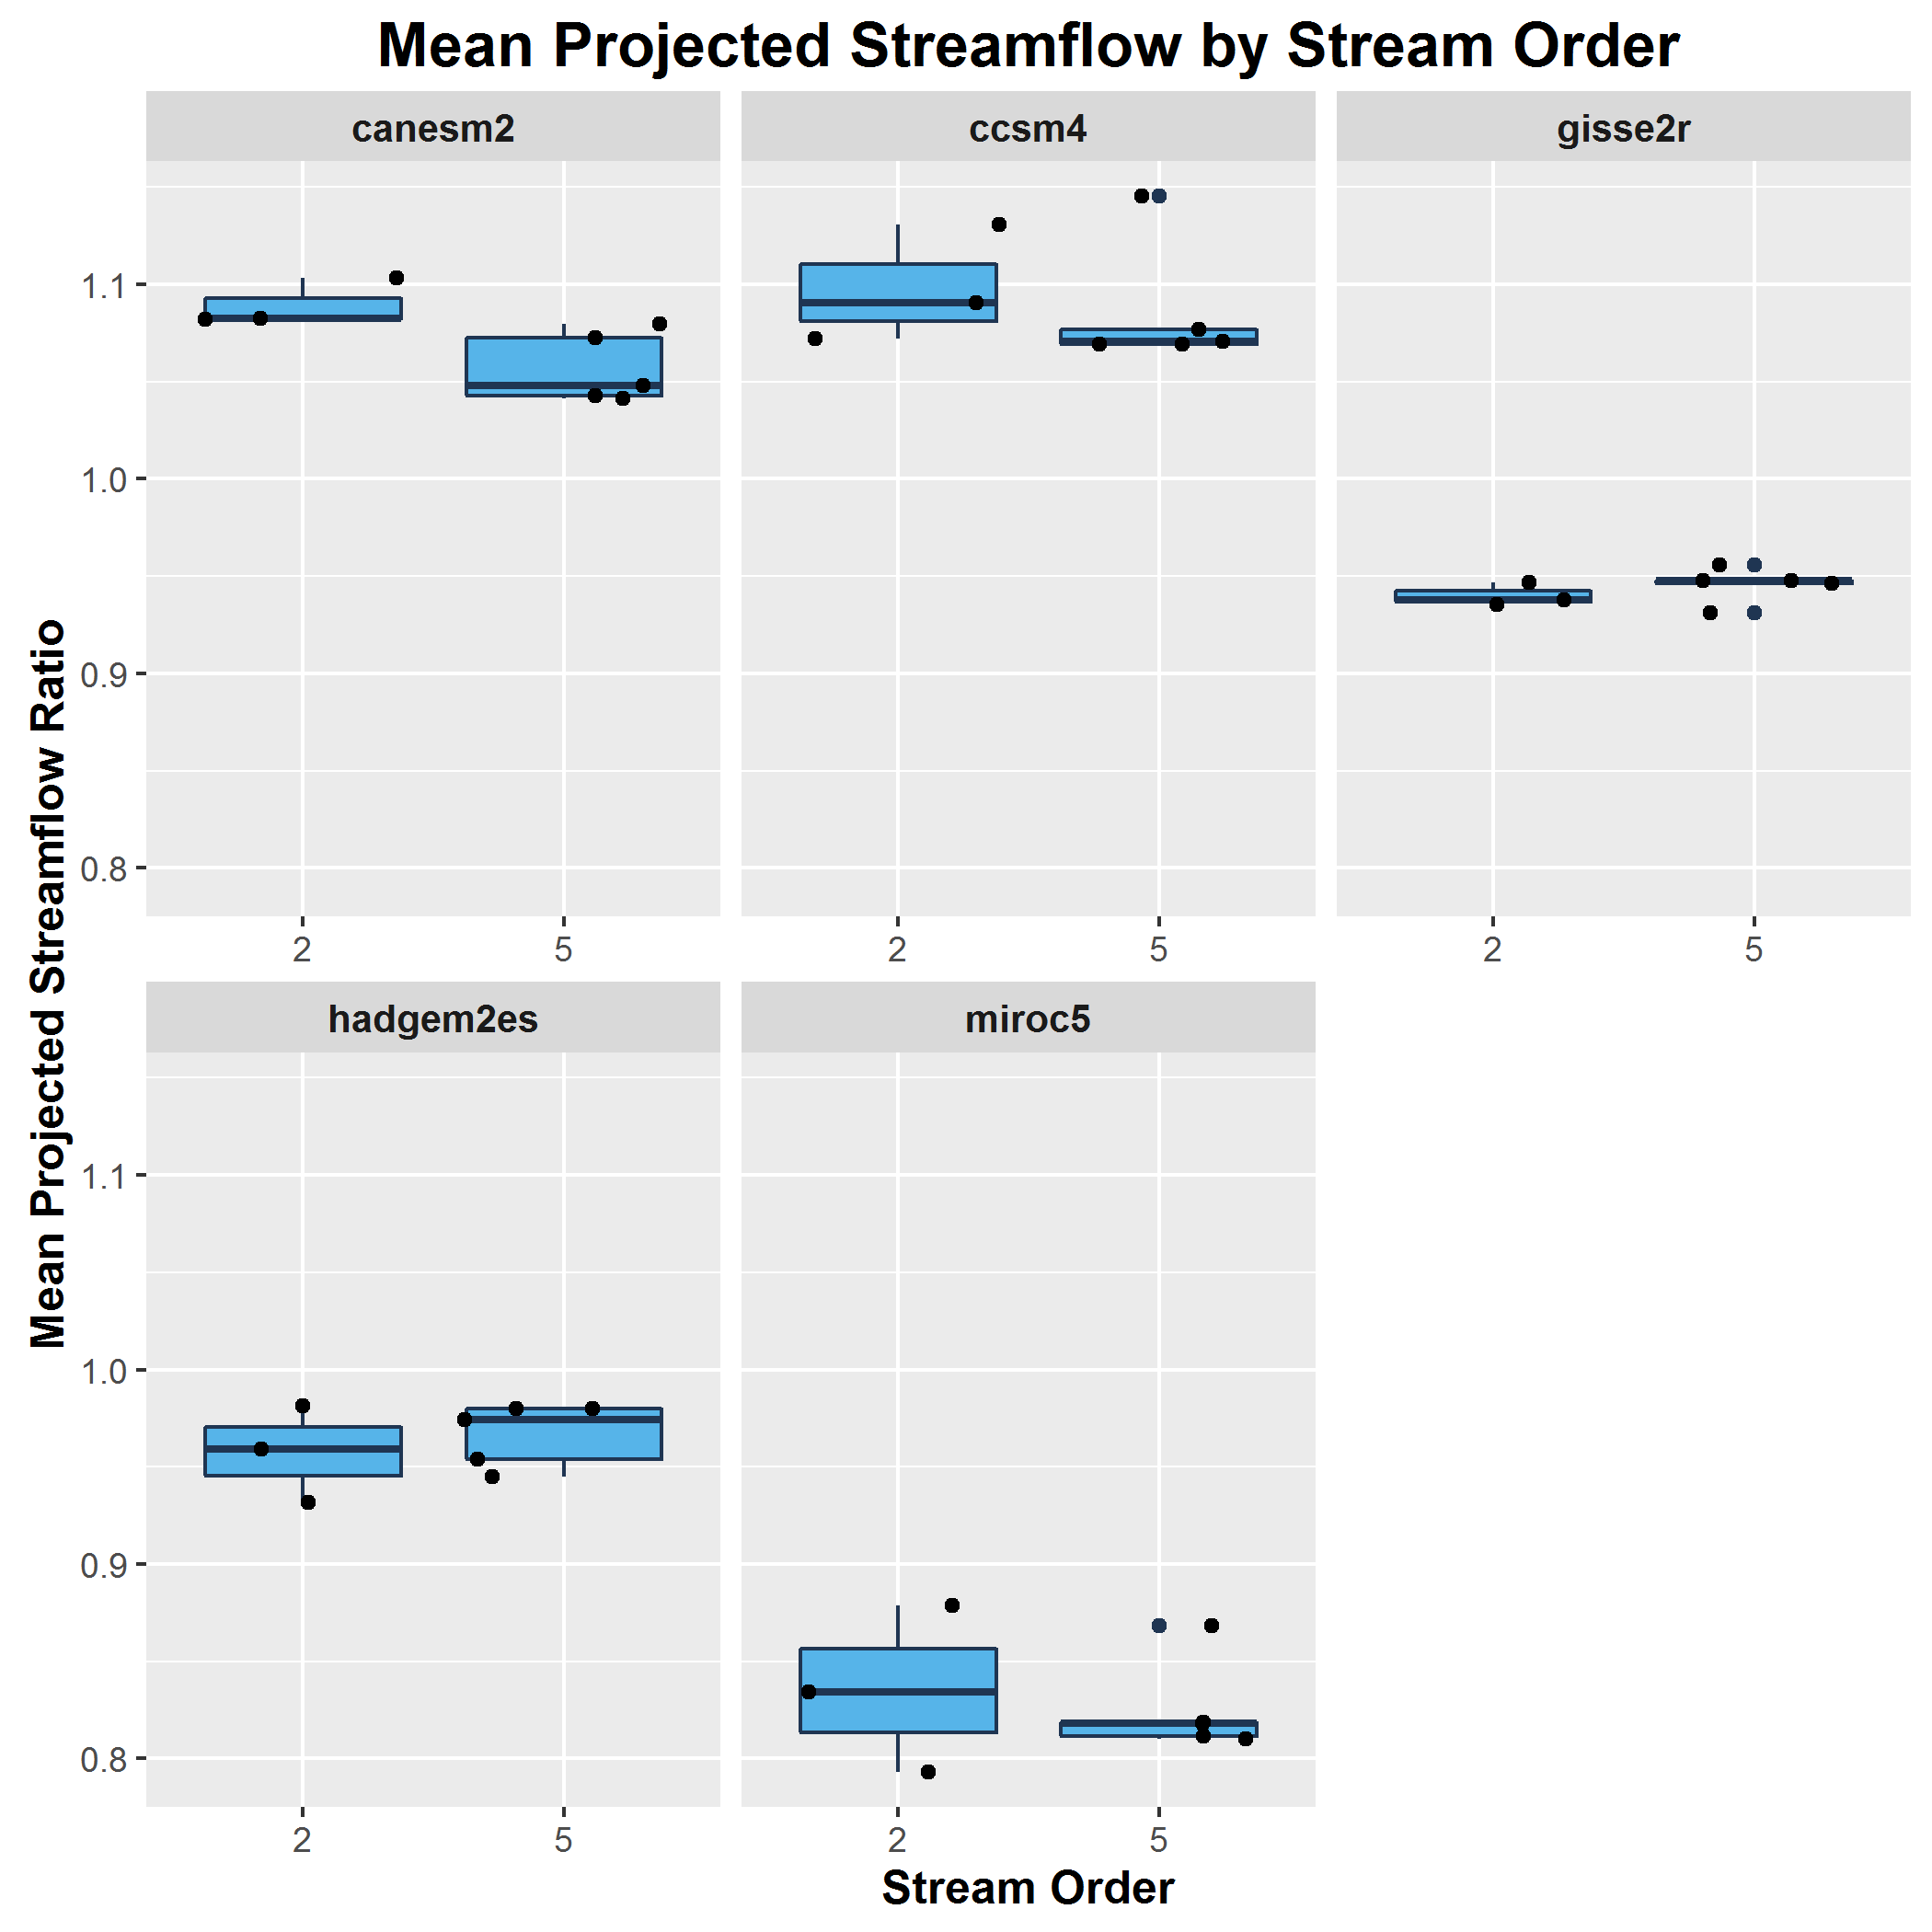 Mean Projected Streamflow by Stream Order
canesm2
ccsm4
gisse2r
1.1
1.0
0.9
0.8
2
5
2
5
2
5
Mean Projected Streamflow Ratio
hadgem2es
miroc5
1.1
1.0
0.9
0.8
2
5
2
5
Stream Order